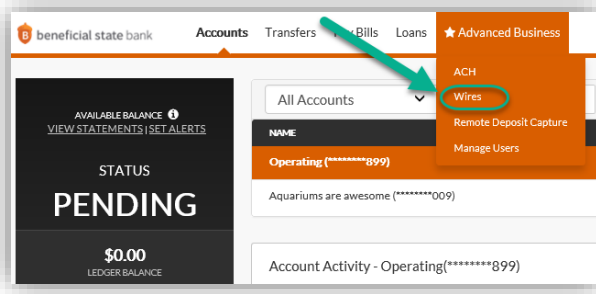 beneficial state bank
Accounts Transfers Bills Loans ★ Advanced Business
ACH
Wires
Remote Deposit Capture
Manage Users
AVAILABLE BALANCE
VIEW STATEMENTS | SET ALERTS
STATUS
PENDING
$0.00
LEDGER BALANCE
All Accounts
NAME
Operating (********899)
Aquariums are awesome (********009)
Account Activity - Operating(********899)